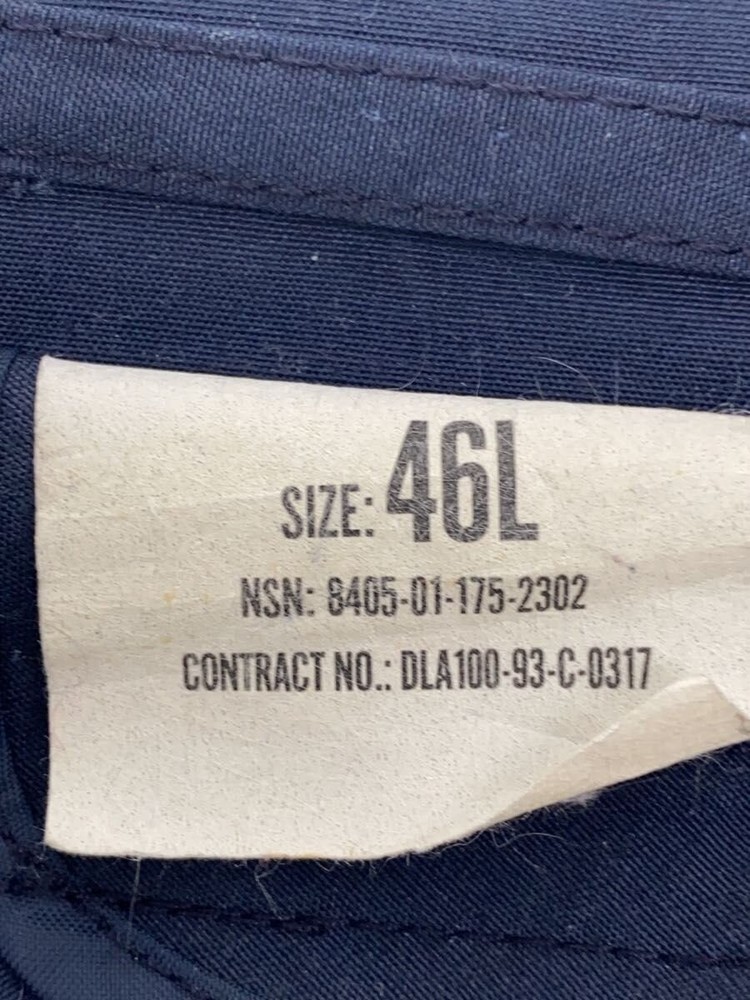 SIZE: 46L
NSN: 8405-01-175-2302
CONTRACT NO.: DLA100-93-C-0317